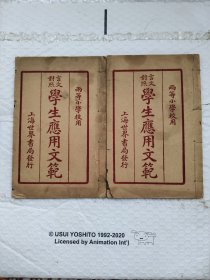 兩等小學校用
言文對照
學生應用文範
上海世界書局發行
兩等小學校用
言文對照
學生應用文範
上海世界書局發行
© USUI YOSHITO 1992-2020
Licensed by Animation Int'l